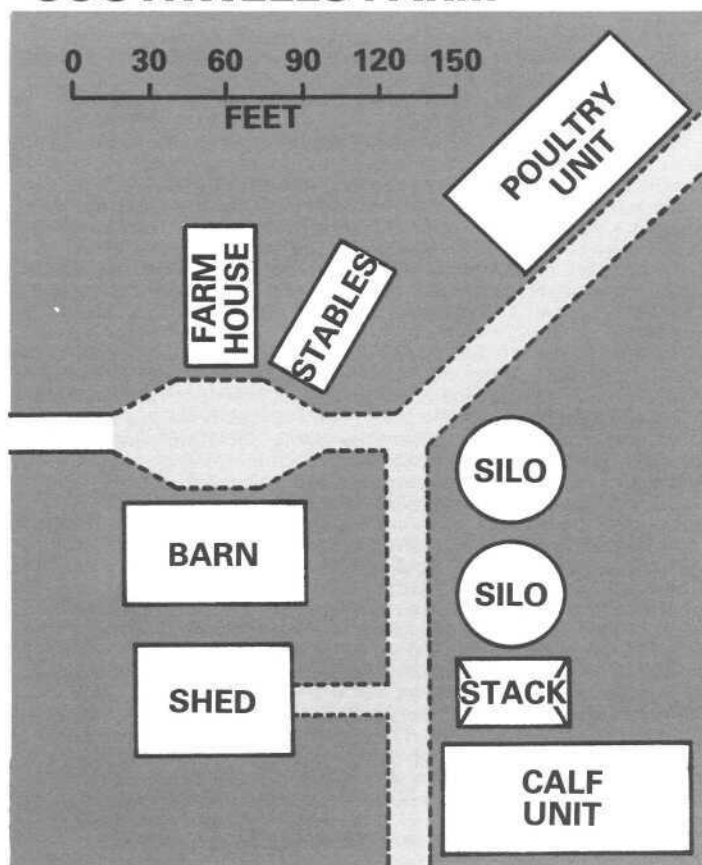 0 30 60 90 120 150
FEET
POULTRY
UNIT
FARM
HOUSE
STABLES
SILO
BARN
SILO
SHED
STACK
CALF
UNIT